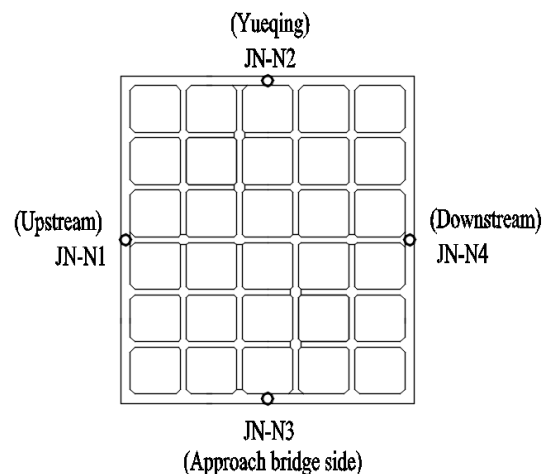 (Yueqing)
JN-N2
(Upstream)
JN-N1
(Downstream)
JN-N4
JN-N3
(Approach bridge side)